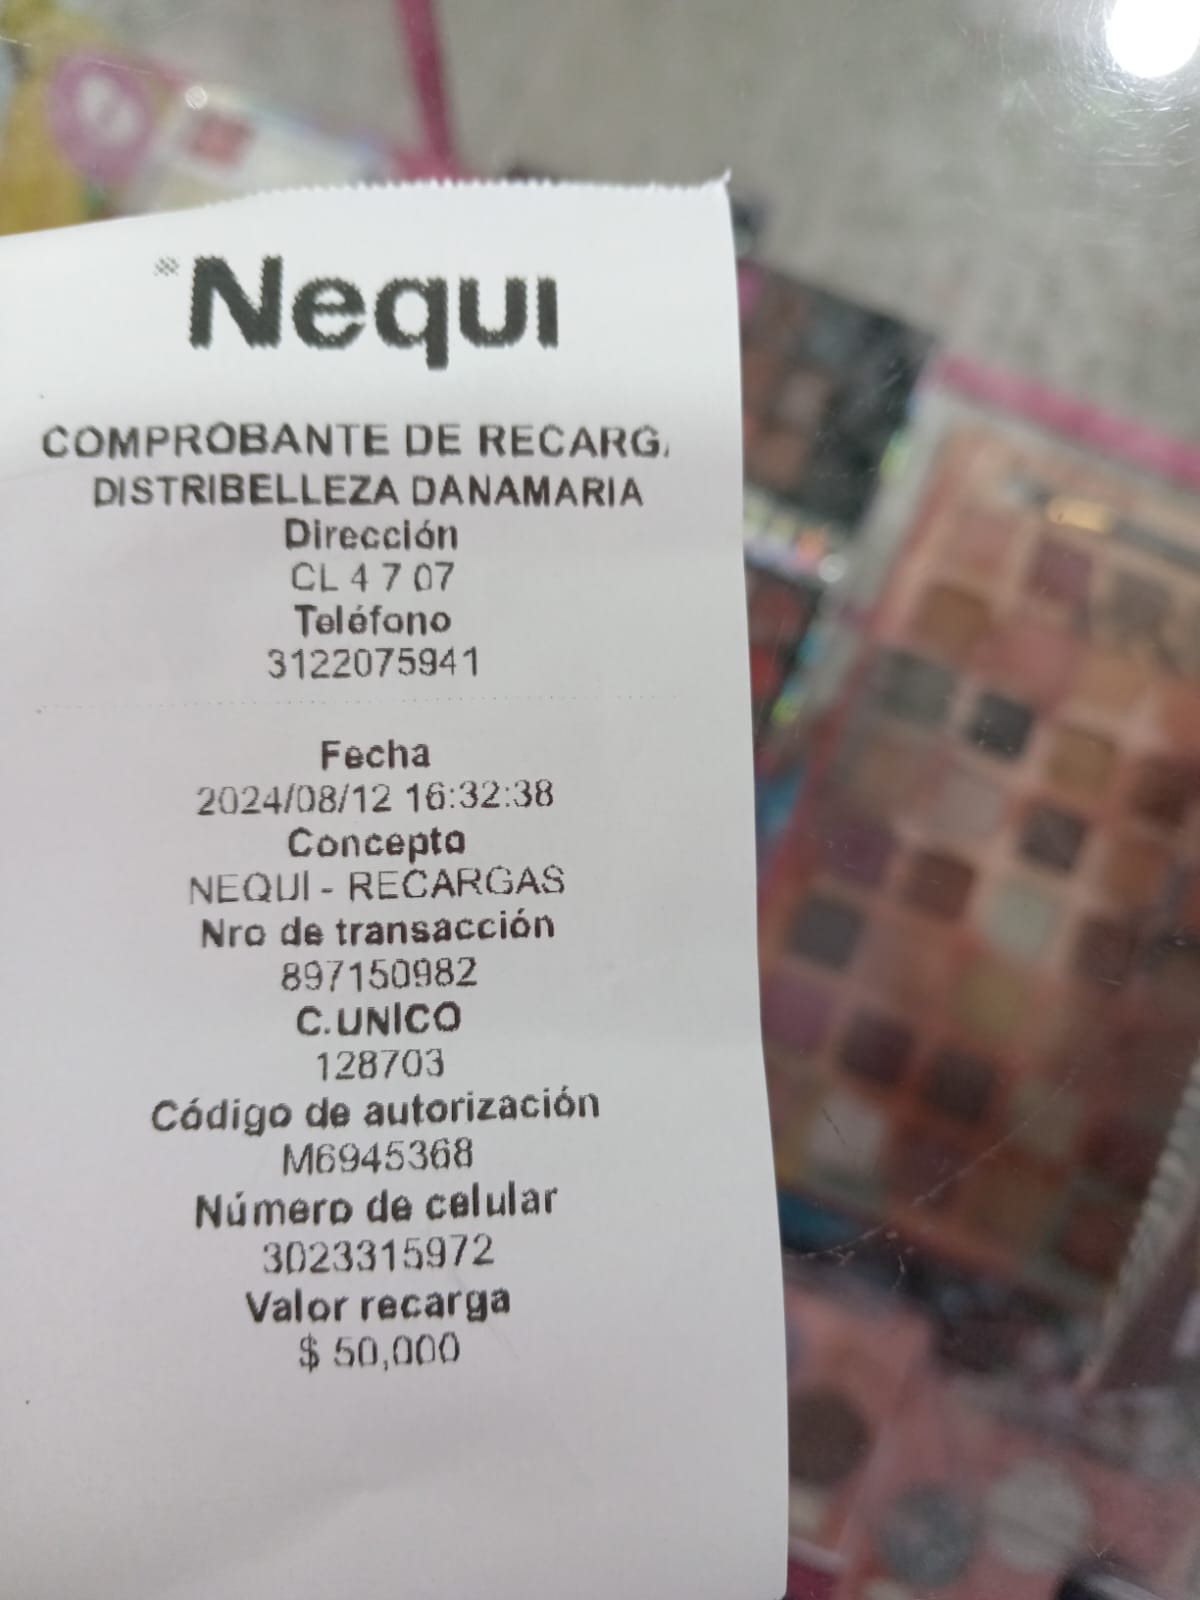 Nequi
COMPROBANTE DE RECARGA
DISTRIBELLEZA DANAMARIA
Dirección
CL 4 7 07
Teléfono
3122075941
Fecha
2024/08/12 16:32:38
Concepto
NEQUI - RECARGAS
Nro de transacción
897150982
C.UNICO
128703
Código de autorización
M6945368
Número de celular
3023315972
Valor recarga
$ 50,000